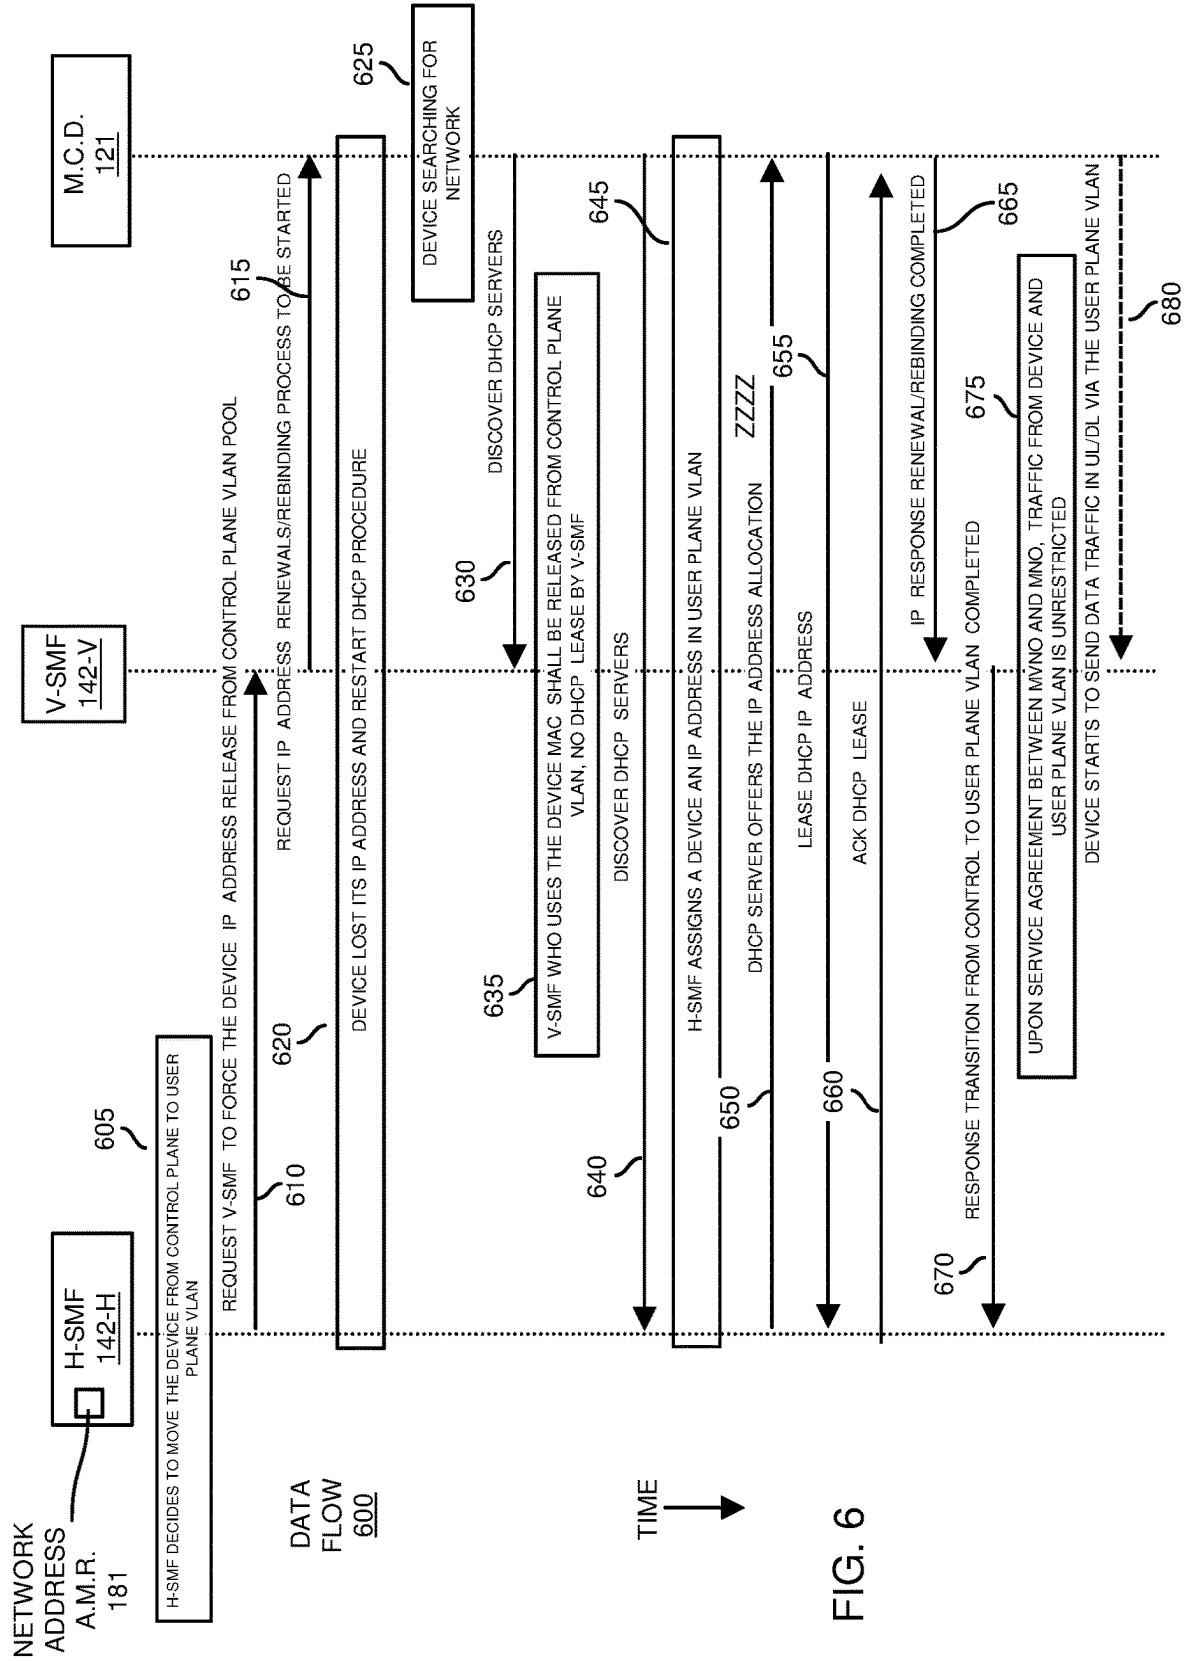 NETWORK
ADDRESS
A.M.R.
181
H-SMF
142-H
V-SMF
142-V
M.C.D.
121
605
H-SMF DECIDES TO MOVE THE DEVICE FROM CONTROL PLANE TO USER
PLANE VLAN
REQUEST V-SMF TO FORCE THE DEVICE IP ADDRESS RELEASE FROM CONTROL PLANE VLAN POOL
610
REQUEST IP ADDRESS RENEWALS/REBINDING PROCESS TO BE STARTED
615
DATA
FLOW
600
620
DEVICE LOST ITS IP ADDRESS AND RESTART DHCP PROCEDURE
625
DEVICE SEARCHING FOR
NETWORK
DISCOVER DHCP SERVERS
630
635
V-SMF WHO USES THE DEVICE MAC SHALL BE RELEASED FROM CONTROL PLANE
VLAN, NO DHCP LEASE BY V-SMF
DISCOVER DHCP SERVERS
640
645
H-SMF ASSIGNS A DEVICE AN IP ADDRESS IN USER PLANE VLAN
TIME
650
DHCP SERVER OFFERS THE IP ADDRESS ALLOCATION
ZZZZ
655
LEASE DHCP IP ADDRESS
660
ACK DHCP LEASE
IP RESPONSE RENEWAL/REBINDING COMPLETED
665
RESPONSE TRANSITION FROM CONTROL TO USER PLANE VLAN COMPLETED
670
675
UPON SERVICE AGREEMENT BETWEEN MVNO AND MNO, TRAFFIC FROM DEVICE AND
USER PLANE VLAN IS UNRESTRICTED
DEVICE STARTS TO SEND DATA TRAFFIC IN UL/DL VIA THE USER PLANE VLAN
680
FIG. 6